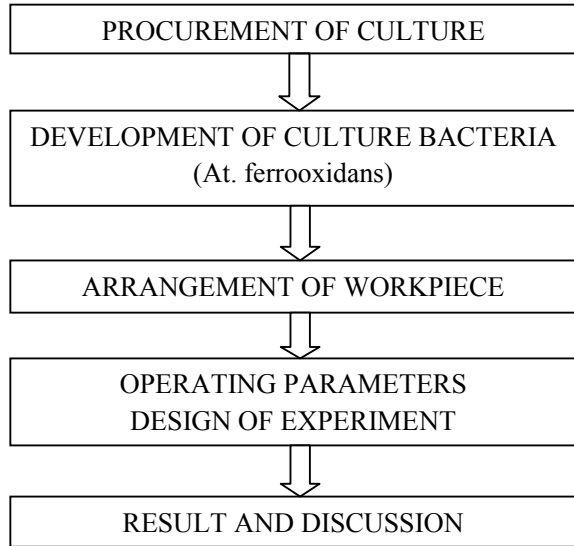 PROCUREMENT OF CULTURE
DEVELOPMENT OF CULTURE BACTERIA
(At. ferrooxidans)
ARRANGEMENT OF WORKPIECE
OPERATING PARAMETERS
DESIGN OF EXPERIMENT
RESULT AND DISCUSSION